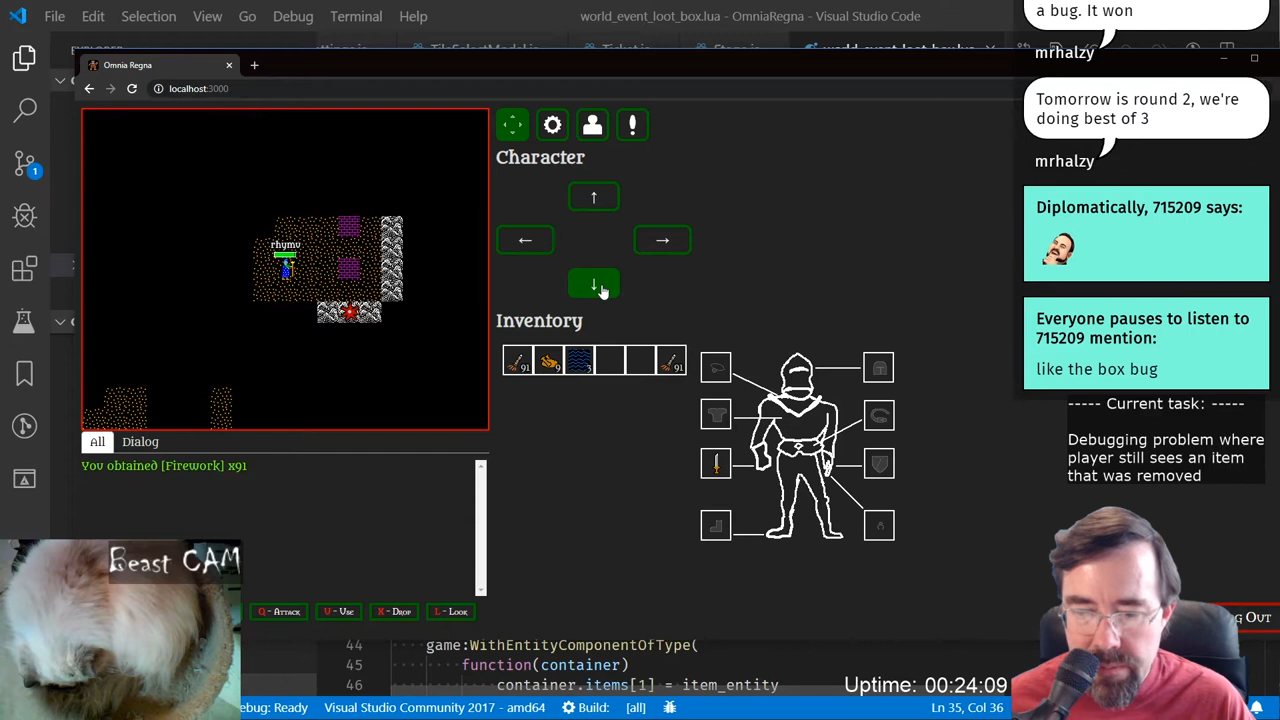 File Edit Selection View Go Debug Terminal Help
world_event_loot_box.lua - OmniaRegna - Visual Studio Code
Omnia Regna
localhost:3000
rhymu
Character
↑
← →
↓
Inventory
91 9 3 91
All Dialog
You obtained [Firework] x91
Q - Attack U - Use X - Drop L - Look
44 game:WithEntityComponentOfType(
45 function(container)
46 container.items[1] = item_entity
Debug: Ready Visual Studio Community 2017 - amd64 Build: [all] Ln 35, Col 36
Beast CAM
a bug. It won
mrhalzy
Tomorrow is round 2, we're
doing best of 3
mrhalzy
Diplomatically, 715209 says:
Everyone pauses to listen to
715209 mention:
like the box bug
----- Current task: -----
Debugging problem where
player still sees an item
that was removed
g Out
Uptime: 00:24:09